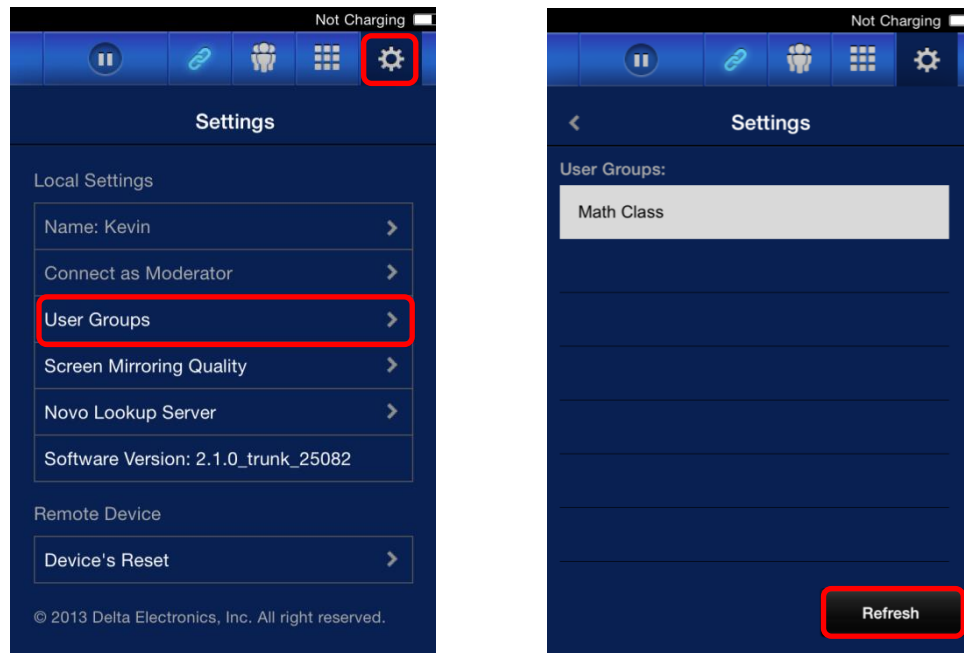 Not Charging
Settings
Local Settings
Name: Kevin
Connect as Moderator
User Groups
Screen Mirroring Quality
Novo Lookup Server
Software Version: 2.1.0_trunk_25082
Remote Device
Device's Reset
© 2013 Delta Electronics, Inc. All right reserved.
Not Charging
Settings
User Groups:
Math Class
Refresh